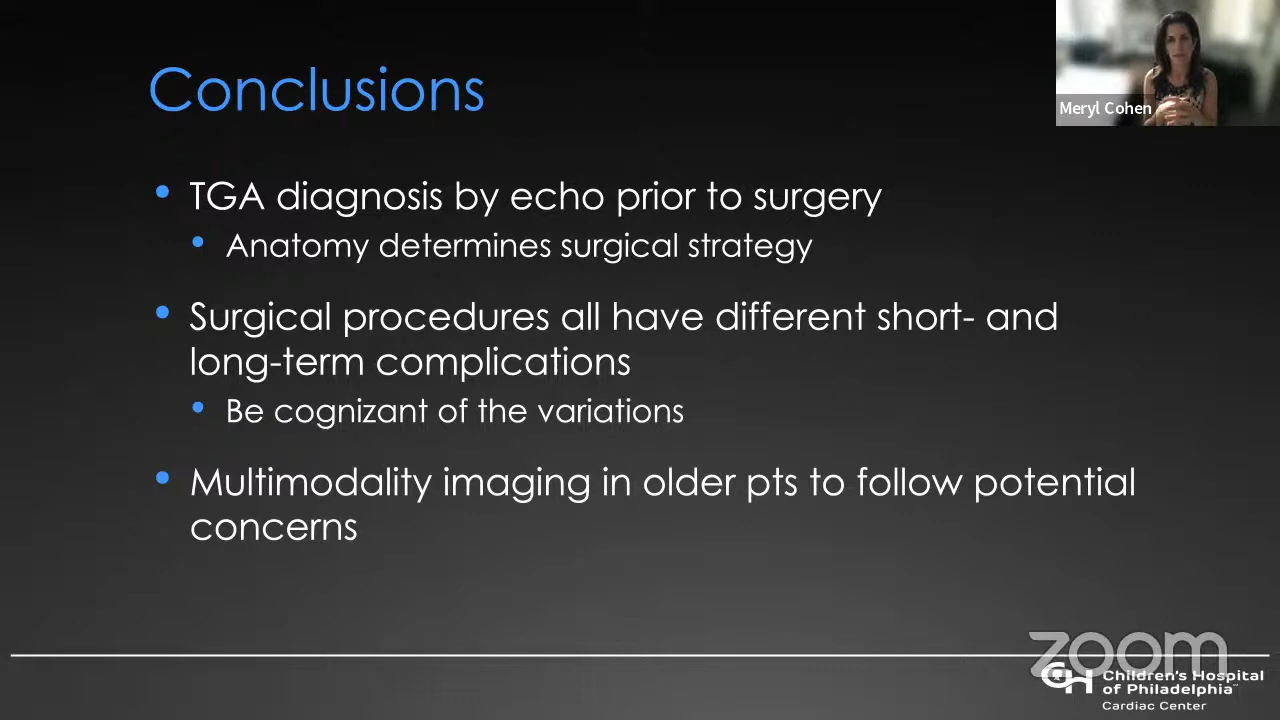 Conclusions
Meryl Cohen
• TGA diagnosis by echo prior to surgery
• Anatomy determines surgical strategy
• Surgical procedures all have different short- and
long-term complications
• Be cognizant of the variations
• Multimodality imaging in older pts to follow potential
concerns
zoom
CH Children's Hospital
of Philadelphia™
Cardiac Center